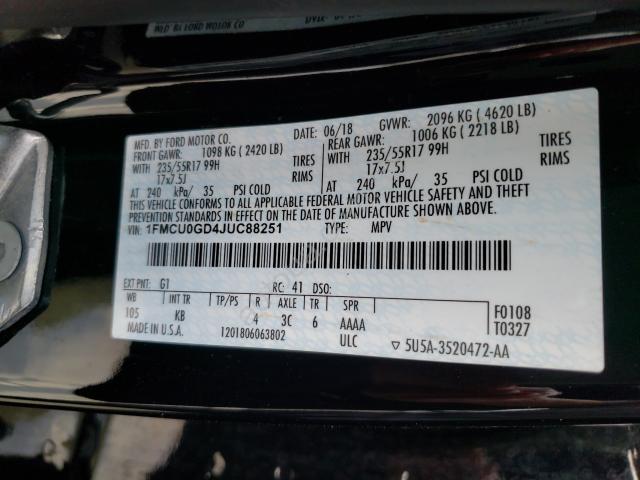 MFD. BY FORD MOTOR CO.
MFD. BY FORD MOTOR CO. DATE: 06/18 GVWR: 2096 KG ( 4620 LB)
FRONT GAWR: 1098 KG ( 2420 LB) REAR GAWR: 1006 KG ( 2218 LB)
WITH 235/55R17 99H TIRES WITH 235/55R17 99H TIRES
17x7.5J RIMS 17x7.5J RIMS
AT 240 kPa/ 35 PSI COLD AT 240 kPa/ 35 PSI COLD
THIS VEHICLE CONFORMS TO ALL APPLICABLE FEDERAL MOTOR VEHICLE SAFETY AND THEFT
PREVENTION STANDARDS IN EFFECT ON THE DATE OF MANUFACTURE SHOWN ABOVE.
VIN: 1FMCU0GD4JUC88251 TYPE: MPV
EXT PNT: G1 RC: 41 DSO:
WB INT TR TP/PS R AXLE TR SPR
105 KB 4 3C 6 AAAA F0108
T0327
MADE IN U.S.A. 1201806063802 ULC ▽ 5U5A-3520472-AA